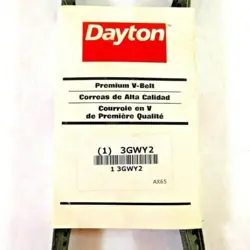 Dayton
Premium V-Belt
Correas de Alta Calidad
Courroie en V
de Première Qualité
(1) 3GWY2
1 3GWY2
AX65